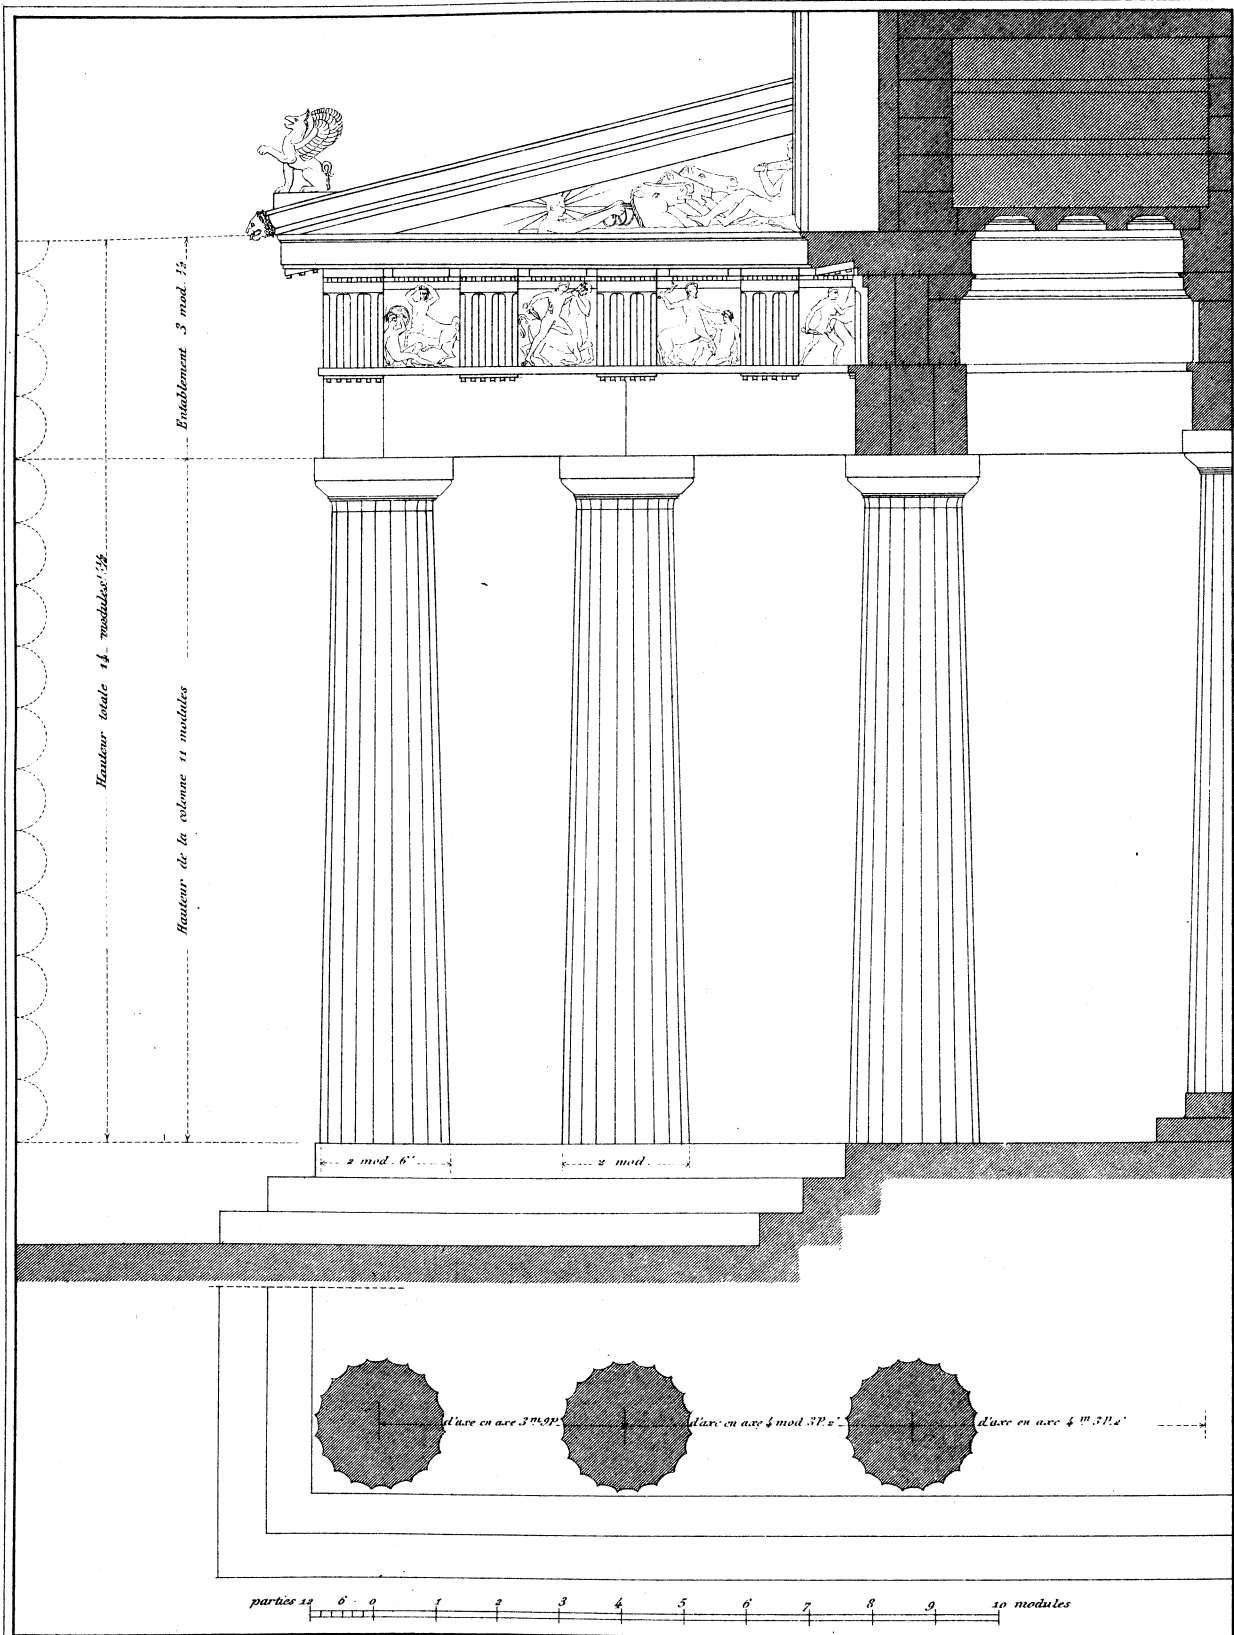 Entablement 3 mod. ½
Hauteur totale 14 modules ½
Hauteur de la colonne 11 modules
2 mod. 6'
2 mod.
d'axe en axe 3 m. 9 P.
d'axe en axe 4 mod 3 P. 2'
d'axe en axe 4 m 3 P. 2'
parties 12 6 0 1 2 3 4 5 6 7 8 9 10 modules